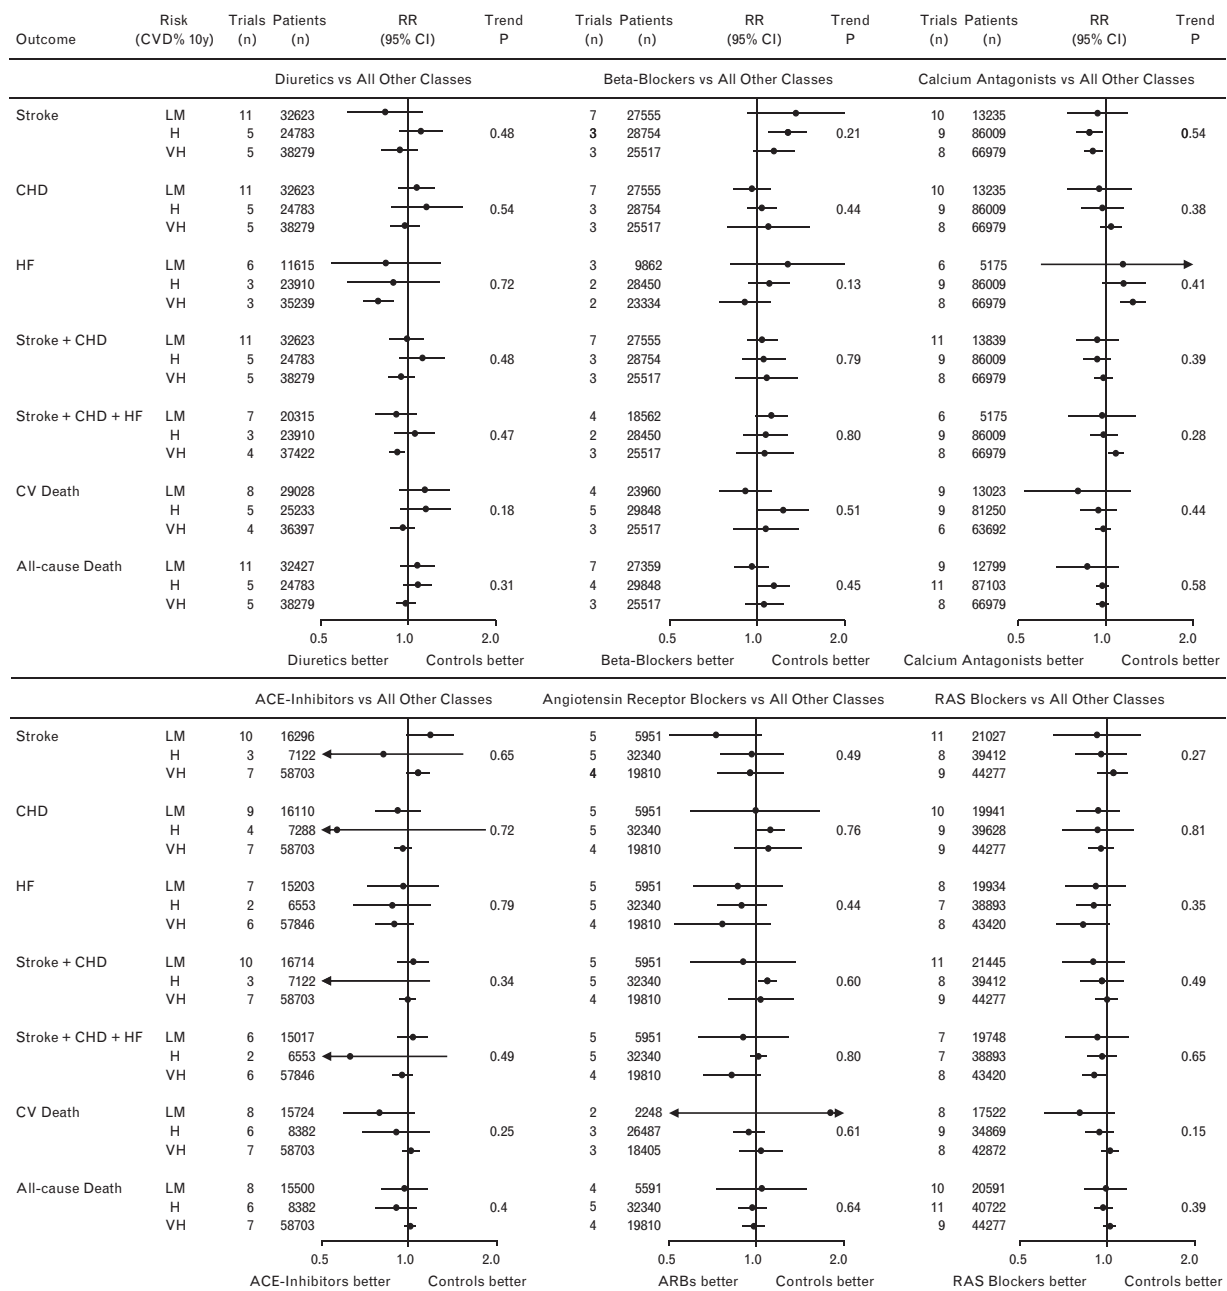 Risk Trials Patients RR Trend Trials Patients RR Trend Trials Patients RR Trend
Outcome (CVD% 10y) (n) (n) (95% CI) P (n) (n) (95% CI) P (n) (n) (95% CI) P
Diuretics vs All Other Classes Beta-Blockers vs All Other Classes Calcium Antagonists vs All Other Classes
Stroke LM 11 32623 7 27555 10 13235
H 5 24783 0.48 3 28754 0.21 9 86009 0.54
VH 5 38279 3 25517 8 66979
CHD LM 11 32623 7 27555 10 13235
H 5 24783 0.54 3 28754 0.44 9 86009 0.38
VH 5 38279 3 25517 8 66979
HF LM 6 11615 3 9862 6 5175
H 3 23910 0.72 2 28450 0.13 9 86009 0.41
VH 3 35239 2 23334 8 66979
Stroke + CHD LM 11 32623 7 27555 11 13839
H 5 24783 0.48 3 28754 0.79 9 86009 0.39
VH 5 38279 3 25517 8 66979
Stroke + CHD + HF LM 7 20315 4 18562 6 5175
H 3 23910 0.47 2 28450 0.80 9 86009 0.28
VH 4 37422 3 25517 8 66979
CV Death LM 8 29028 4 23960 9 13023
H 5 25233 0.18 5 29848 0.51 9 81250 0.44
VH 4 36397 3 25517 6 63692
All-cause Death LM 11 32427 7 27359 9 12799
H 5 24783 0.31 4 29848 0.45 11 87103 0.58
VH 5 38279 3 25517 8 66979
0.5 1.0 2.0 0.5 1.0 2.0 0.5 1.0 2.0
Diuretics better Controls better Beta-Blockers better Controls better Calcium Antagonists better Controls better
ACE-Inhibitors vs All Other Classes Angiotensin Receptor Blockers vs All Other Classes RAS Blockers vs All Other Classes
Stroke LM 10 16296 5 5951 11 21027
H 3 7122 0.65 5 32340 0.49 8 39412 0.27
VH 7 58703 4 19810 9 44277
CHD LM 9 16110 5 5951 10 19941
H 4 7288 0.72 5 32340 0.76 9 39628 0.81
VH 7 58703 4 19810 9 44277
HF LM 7 15203 5 5951 8 19934
H 2 6553 0.79 5 32340 0.44 7 38893 0.35
VH 6 57846 4 19810 8 43420
Stroke + CHD LM 10 16714 5 5951 11 21445
H 3 7122 0.34 5 32340 0.60 8 39412 0.49
VH 7 58703 4 19810 9 44277
Stroke + CHD + HF LM 6 15017 5 5951 7 19748
H 2 6553 0.49 5 32340 0.80 7 38893 0.65
VH 6 57846 4 19810 8 43420
CV Death LM 8 15724 2 2248 8 17522
H 6 8382 0.25 3 26487 0.61 9 34869 0.15
VH 7 58703 3 18405 8 42872
All-cause Death LM 8 15500 4 5591 10 20591
H 6 8382 0.4 5 32340 0.64 11 40722 0.39
VH 7 58703 4 19810 9 44277
0.5 1.0 2.0 0.5 1.0 2.0 0.5 1.0 2.0
ACE-Inhibitors better Controls better ARBs better Controls better RAS Blockers better Controls better